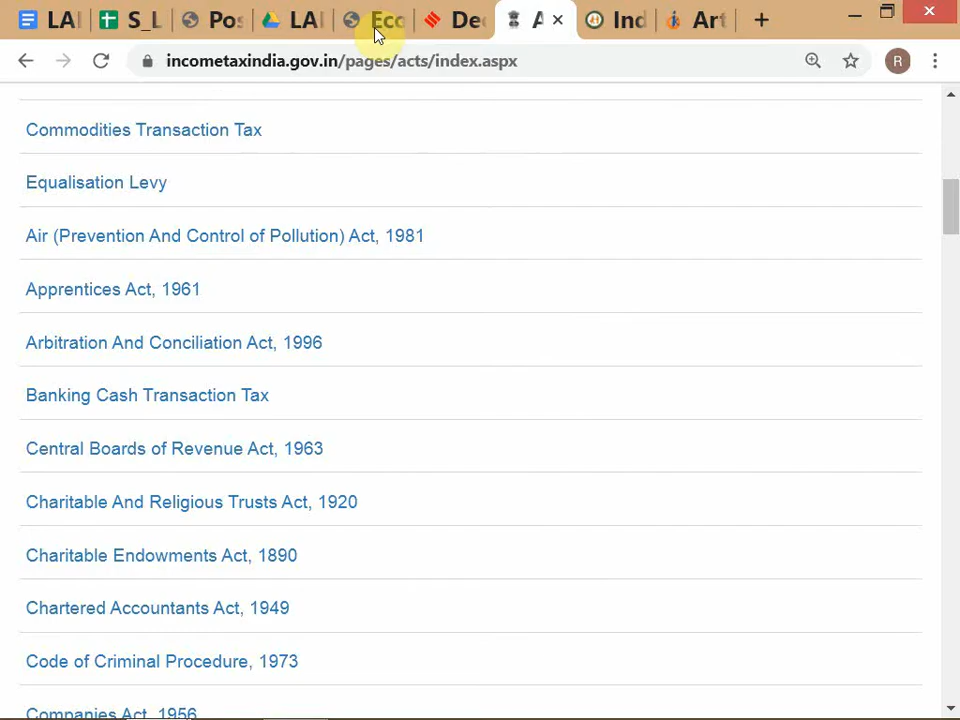 LAI S_L Pos LAI Eco De A Ind Art
incometaxindia.gov.in/pages/acts/index.aspx R
Commodities Transaction Tax
Equalisation Levy
Air (Prevention And Control of Pollution) Act, 1981
Apprentices Act, 1961
Arbitration And Conciliation Act, 1996
Banking Cash Transaction Tax
Central Boards of Revenue Act, 1963
Charitable And Religious Trusts Act, 1920
Charitable Endowments Act, 1890
Chartered Accountants Act, 1949
Code of Criminal Procedure, 1973
Companies Act, 1956